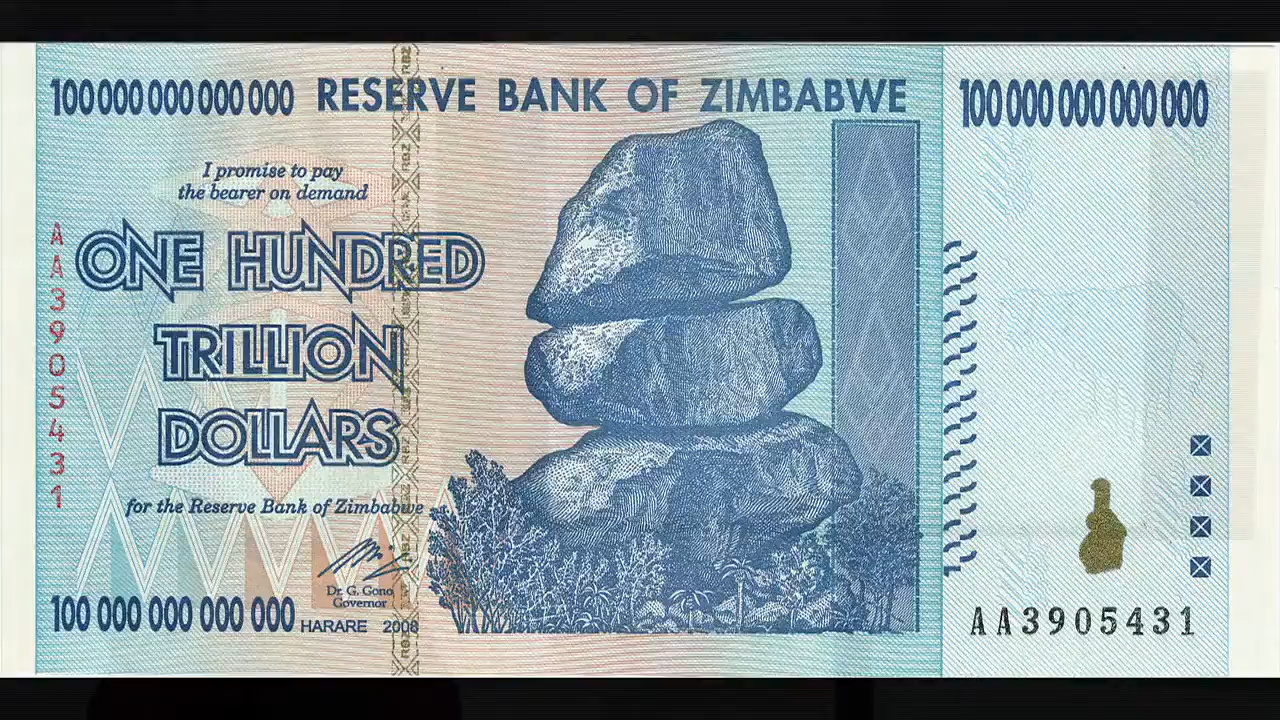 100 000 000 000 000 RESERVE BANK OF ZIMBABWE 100 000 000 000 000
I promise to pay
the bearer on demand
ONE HUNDRED
TRILLION
DOLLARS
for the Reserve Bank of Zimbabwe
Dr. G. Gono
Governor
100 000 000 000 000 HARARE 2008
AA3905431
AA3905431
RBZ